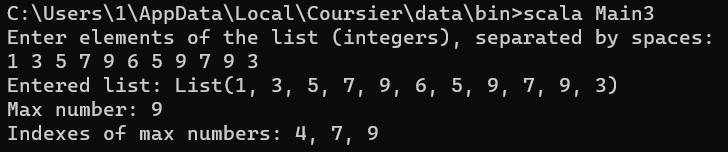 C:\Users\1\AppData\Local\Coursier\data\bin>scala Main3
Enter elements of the list (integers), separated by spaces:
1 3 5 7 9 6 5 9 7 9 3
Entered list: List(1, 3, 5, 7, 9, 6, 5, 9, 7, 9, 3)
Max number: 9
Indexes of max numbers: 4, 7, 9